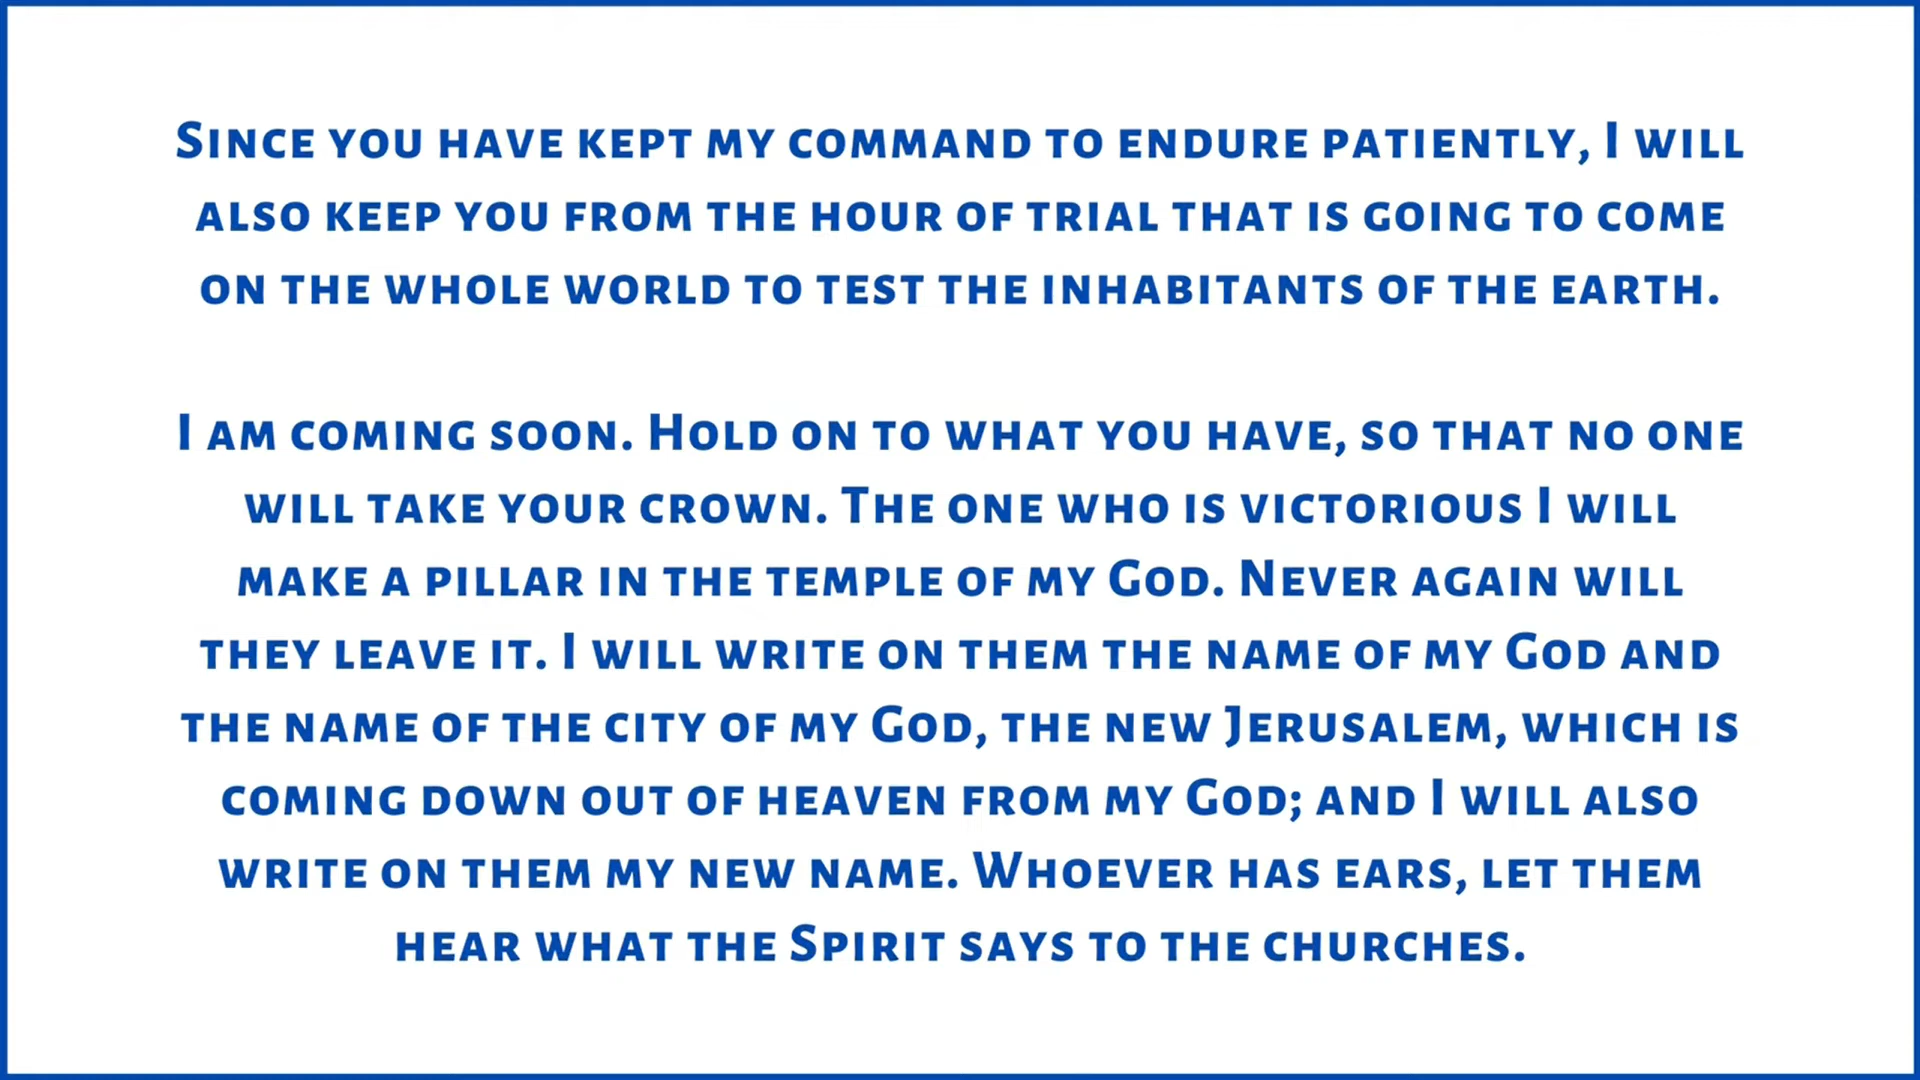 Since you have kept my command to endure patiently, I will
also keep you from the hour of trial that is going to come
on the whole world to test the inhabitants of the earth.
I am coming soon. Hold on to what you have, so that no one
will take your crown. The one who is victorious I will
make a pillar in the temple of my God. Never again will
they leave it. I will write on them the name of my God and
the name of the city of my God, the new Jerusalem, which is
coming down out of heaven from my God; and I will also
write on them my new name. Whoever has ears, let them
hear what the Spirit says to the churches.